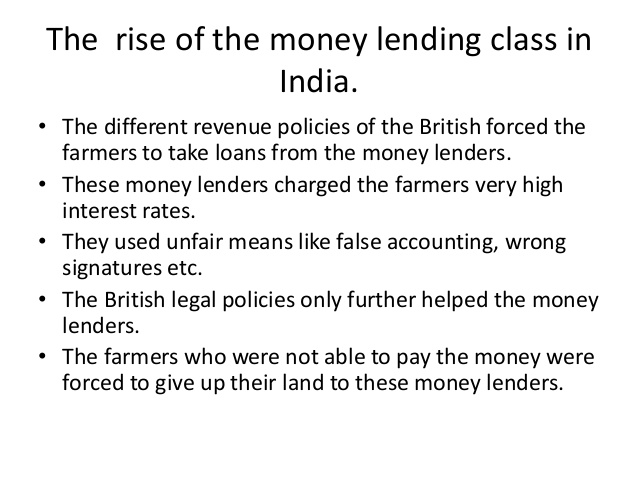 The  rise of the money lending class in
India.
• The different revenue policies of the British forced the
farmers to take loans from the money lenders.
• These money lenders charged the farmers very high
interest rates.
• They used unfair means like false accounting, wrong
signatures etc.
• The British legal policies only further helped the money
lenders.
• The farmers who were not able to pay the money were
forced to give up their land to these money lenders.